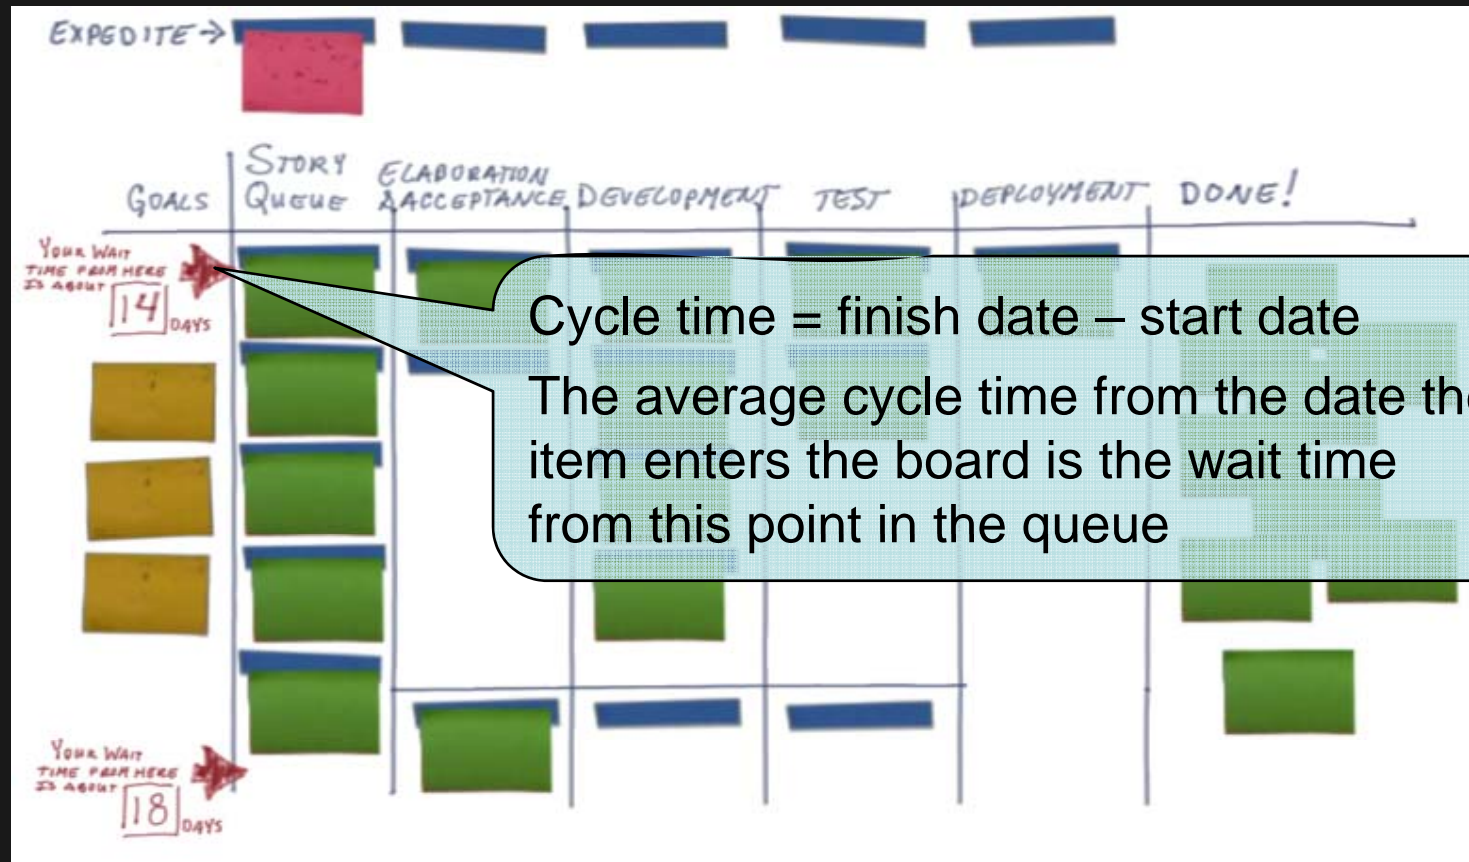 EXPEDITE →
STORY
QUEUE
ELABORATION
& ACCEPTANCE
GOALS
DEVELOPMENT
TEST
DEPLOYMENT
DONE!
YOUR WAIT
TIME FROM HERE
IS ABOUT
14 DAYS
Cycle time = finish date – start date
The average cycle time from the date the
item enters the board is the wait time
from this point in the queue
YOUR WAIT
TIME FROM HERE
IS ABOUT
18 DAYS